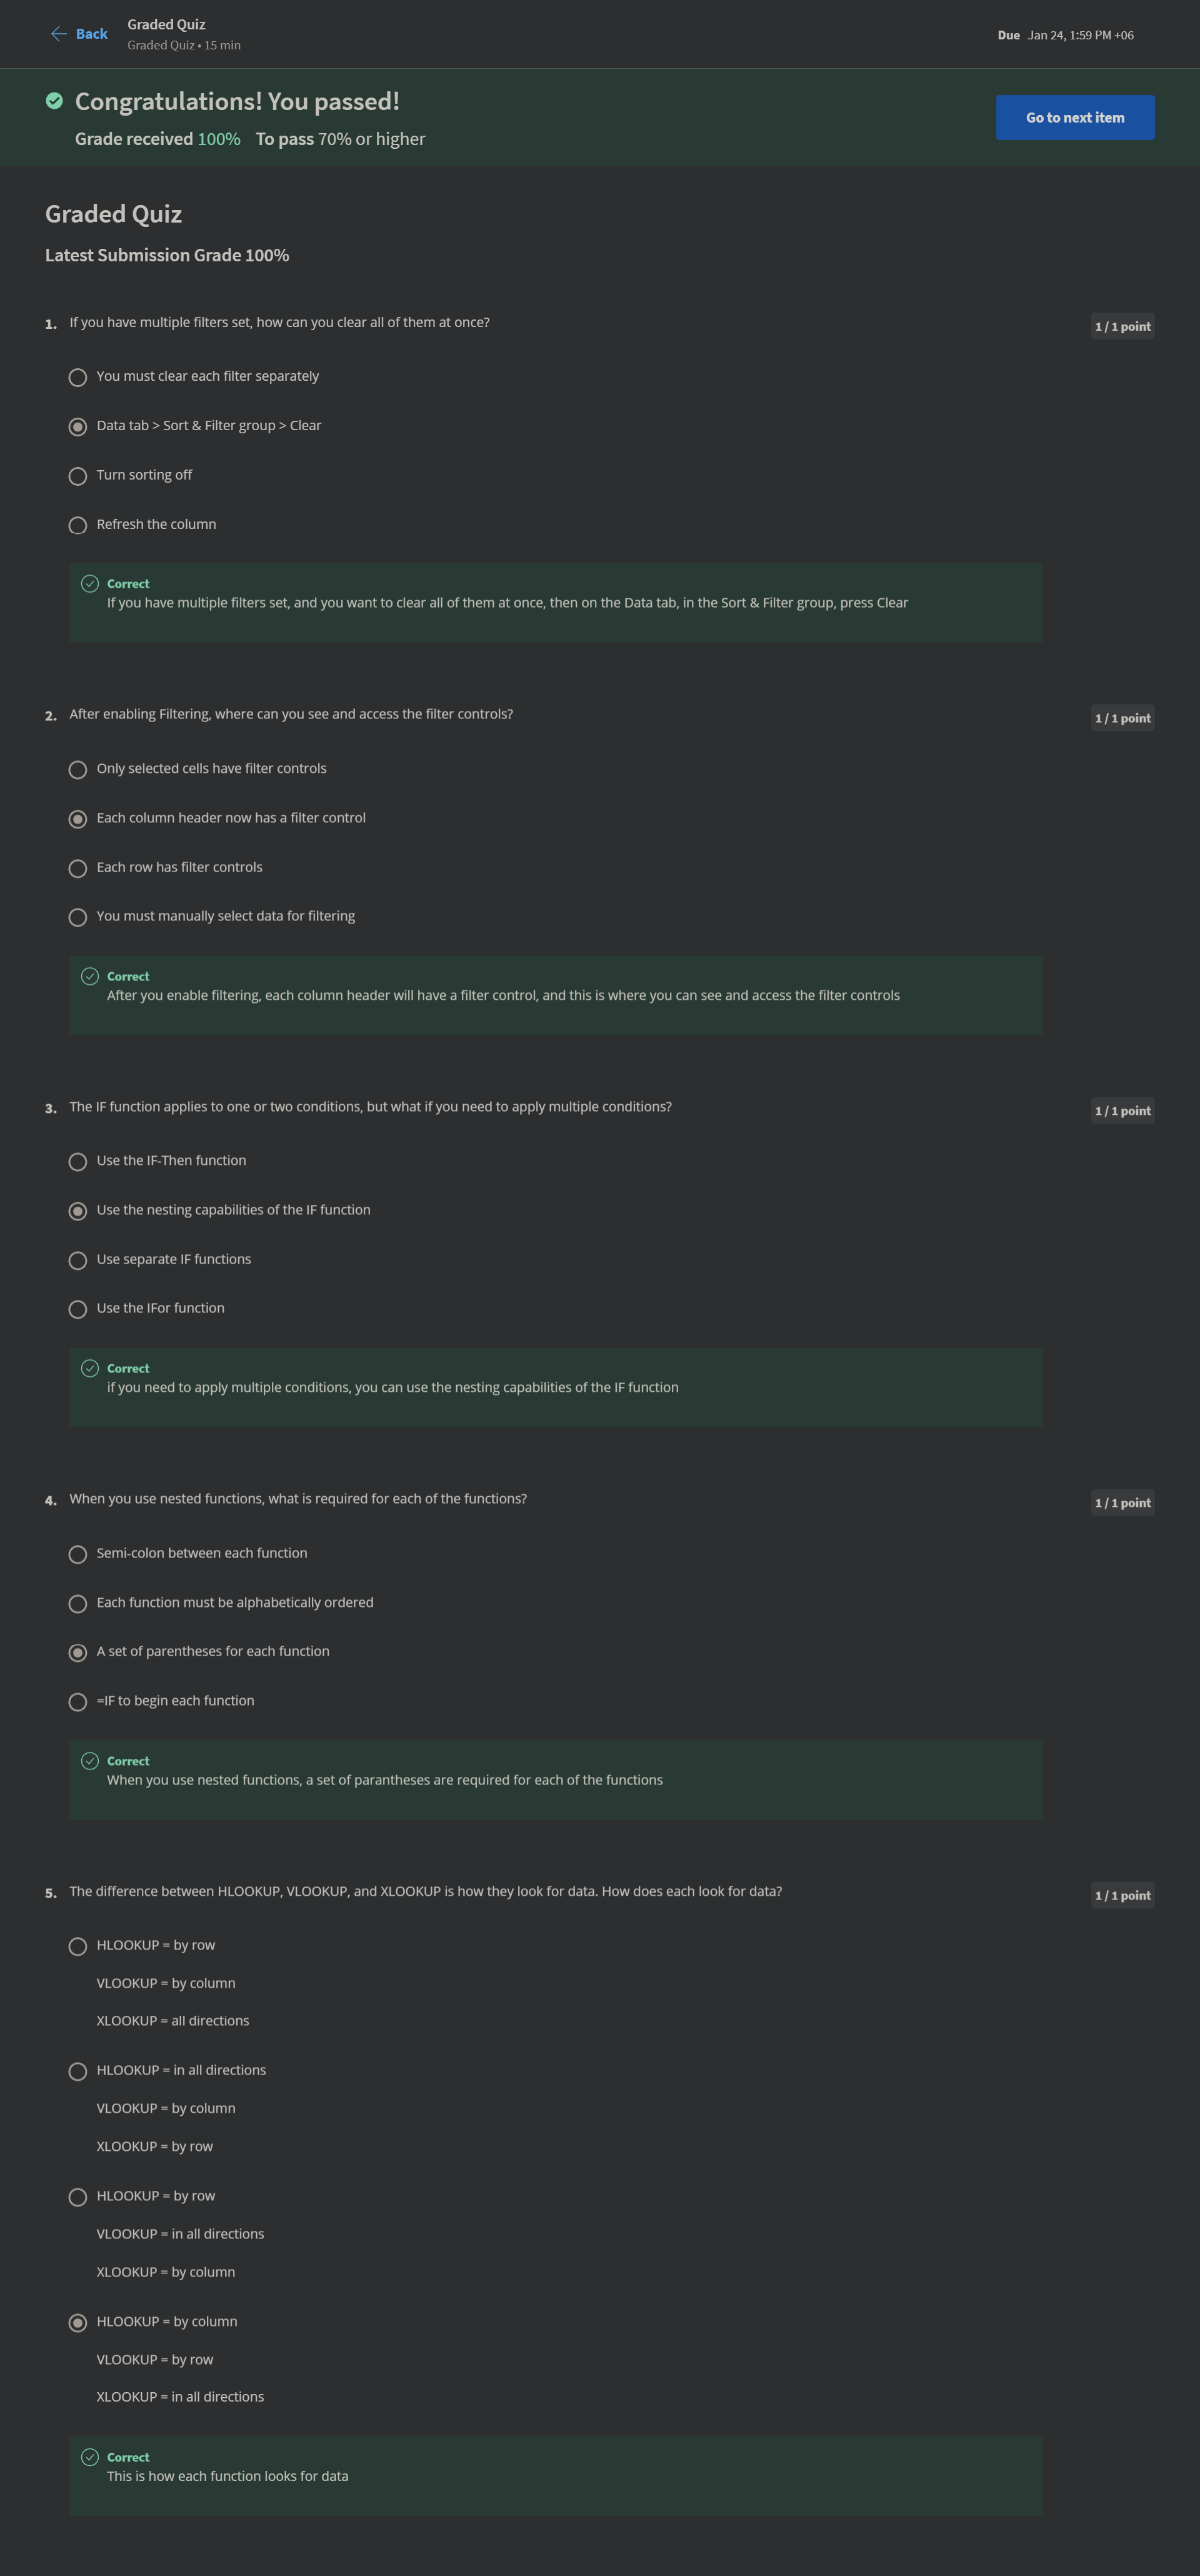 Back
Graded Quiz
Graded Quiz • 15 min
Due Jan 24, 1:59 PM +06
Congratulations! You passed!
Grade received 100% To pass 70% or higher
Go to next item
Graded Quiz
Latest Submission Grade 100%
1. If you have multiple filters set, how can you clear all of them at once?
1 / 1 point
You must clear each filter separately
Data tab > Sort & Filter group > Clear
Turn sorting off
Refresh the column
Correct
If you have multiple filters set, and you want to clear all of them at once, then on the Data tab, in the Sort & Filter group, press Clear
2. After enabling Filtering, where can you see and access the filter controls?
1 / 1 point
Only selected cells have filter controls
Each column header now has a filter control
Each row has filter controls
You must manually select data for filtering
Correct
After you enable filtering, each column header will have a filter control, and this is where you can see and access the filter controls
3. The IF function applies to one or two conditions, but what if you need to apply multiple conditions?
1 / 1 point
Use the IF-Then function
Use the nesting capabilities of the IF function
Use separate IF functions
Use the IFor function
Correct
if you need to apply multiple conditions, you can use the nesting capabilities of the IF function
4. When you use nested functions, what is required for each of the functions?
1 / 1 point
Semi-colon between each function
Each function must be alphabetically ordered
A set of parentheses for each function
=IF to begin each function
Correct
When you use nested functions, a set of parantheses are required for each of the functions
5. The difference between HLOOKUP, VLOOKUP, and XLOOKUP is how they look for data. How does each look for data?
1 / 1 point
HLOOKUP = by row
VLOOKUP = by column
XLOOKUP = all directions
HLOOKUP = in all directions
VLOOKUP = by column
XLOOKUP = by row
HLOOKUP = by row
VLOOKUP = in all directions
XLOOKUP = by column
HLOOKUP = by column
VLOOKUP = by row
XLOOKUP = in all directions
Correct
This is how each function looks for data